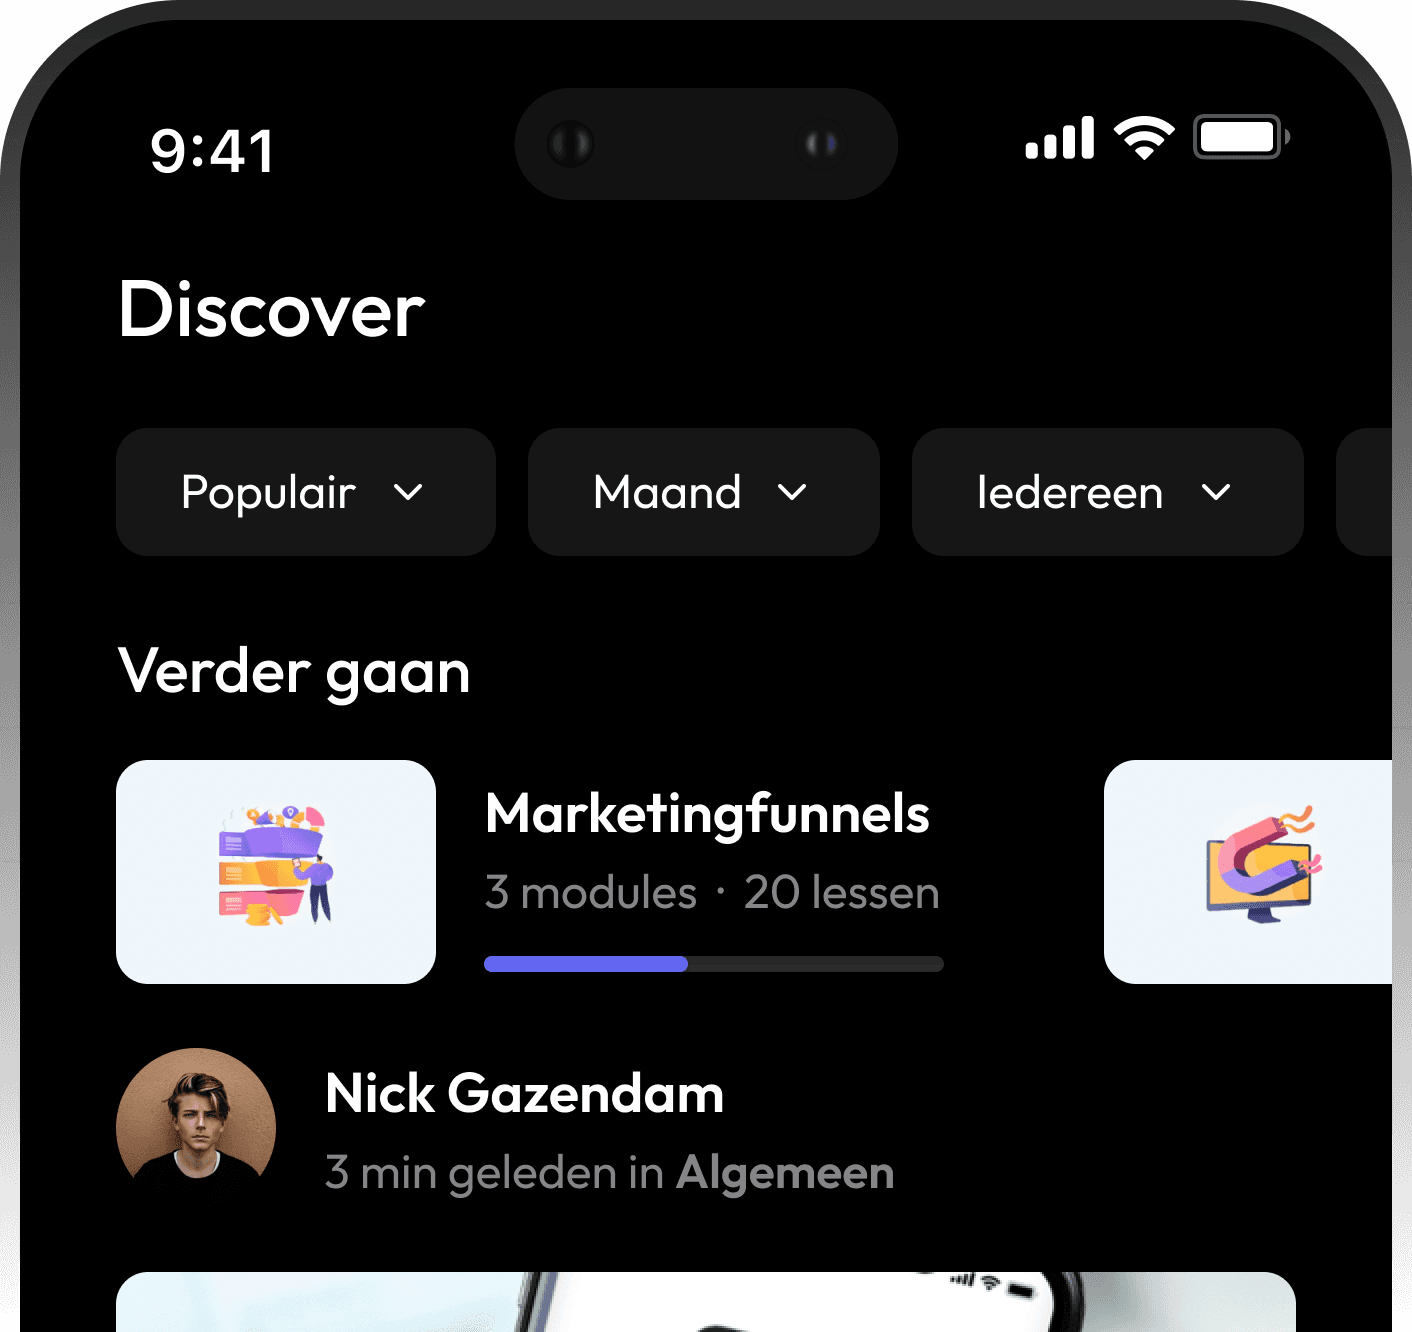 9:41
Discover
Populair
Maand
Iedereen
Verder gaan
Marketingfunnels
3 modules · 20 lessen
Nick Gazendam
3 min geleden in Algemeen